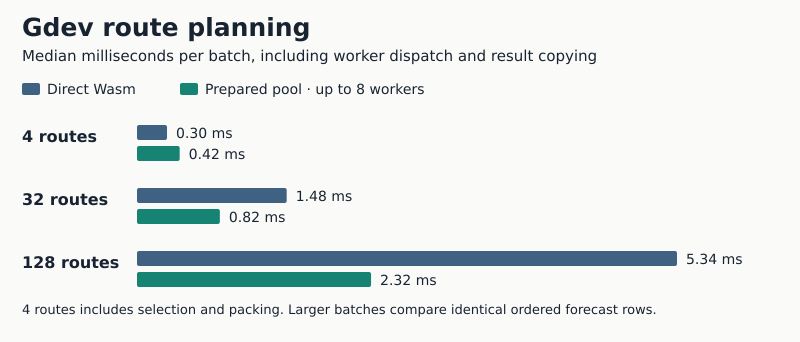 Gdev route planning
Median milliseconds per batch, including worker dispatch and result copying
Direct Wasm
Prepared pool · up to 8 workers
4 routes
0.30 ms
0.42 ms
32 routes
1.48 ms
0.82 ms
128 routes
5.34 ms
2.32 ms
4 routes includes selection and packing. Larger batches compare identical ordered forecast rows.